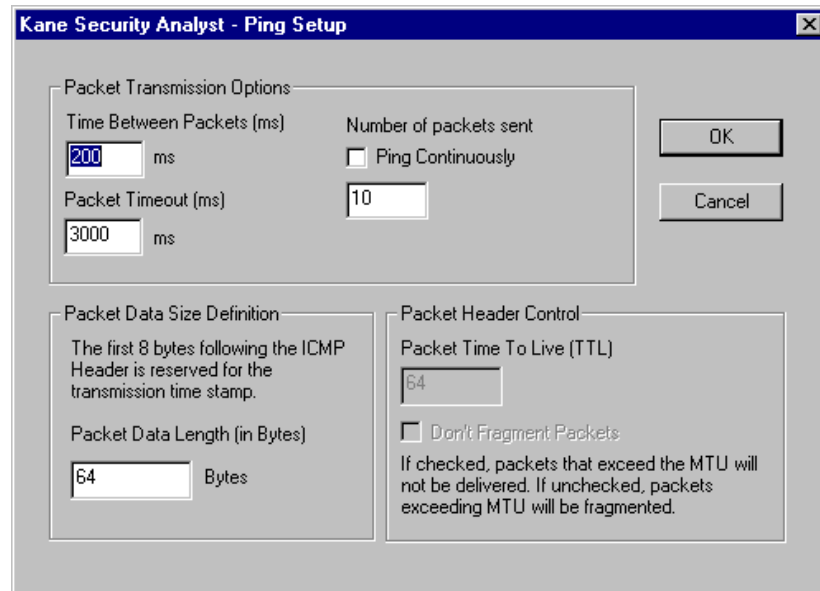 Kane Security Analyst - Ping Setup
Packet Transmission Options
Time Between Packets (ms)
200 ms
Packet Timeout (ms)
3000 ms
Number of packets sent
Ping Continuously
10
OK
Cancel
Packet Data Size Definition
The first 8 bytes following the ICMP
Header is reserved for the
transmission time stamp.
Packet Data Length (in Bytes)
64 Bytes
Packet Header Control
Packet Time To Live (TTL)
64
Don't Fragment Packets
If checked, packets that exceed the MTU will
not be delivered. If unchecked, packets
exceeding MTU will be fragmented.